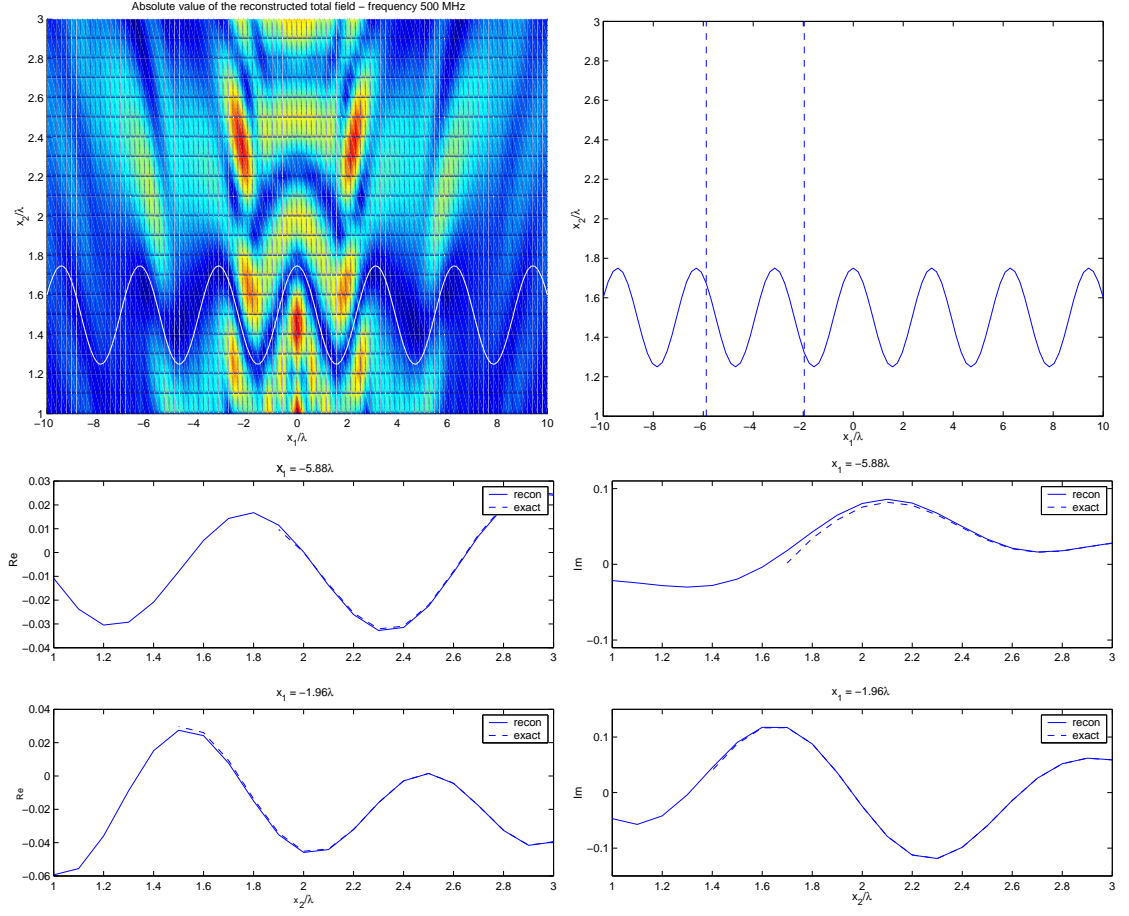 Absolute value of the reconstructed total field – frequency 500 MHz
3
2.8
2.6
2.4
2.2
2
1.8
1.6
1.4
1.2
1
x2/λ
−10 −8 −6 −4 −2 0 2 4 6 8 10
x1/λ
3
2.8
2.6
2.4
2.2
2
1.8
1.6
1.4
1.2
1
x2/λ
−10 −8 −6 −4 −2 0 2 4 6 8 10
x1/λ
x1 = −5.88λ
0.03
0.02
0.01
0
−0.01
−0.02
−0.03
−0.04
Re
recon
exact
1 1.2 1.4 1.6 1.8 2 2.2 2.4 2.6 2.8 3
x1 = −5.88λ
0.1
0
−0.1
Im
recon
exact
1 1.2 1.4 1.6 1.8 2 2.2 2.4 2.6 2.8 3
x1 = −1.96λ
0.04
0.02
0
−0.02
−0.04
−0.06
Re
recon
exact
1 1.2 1.4 1.6 1.8 2 2.2 2.4 2.6 2.8 3
x2/λ
x1 = −1.96λ
0.1
0
−0.1
Im
recon
exact
1 1.2 1.4 1.6 1.8 2 2.2 2.4 2.6 2.8 3
x2/λ